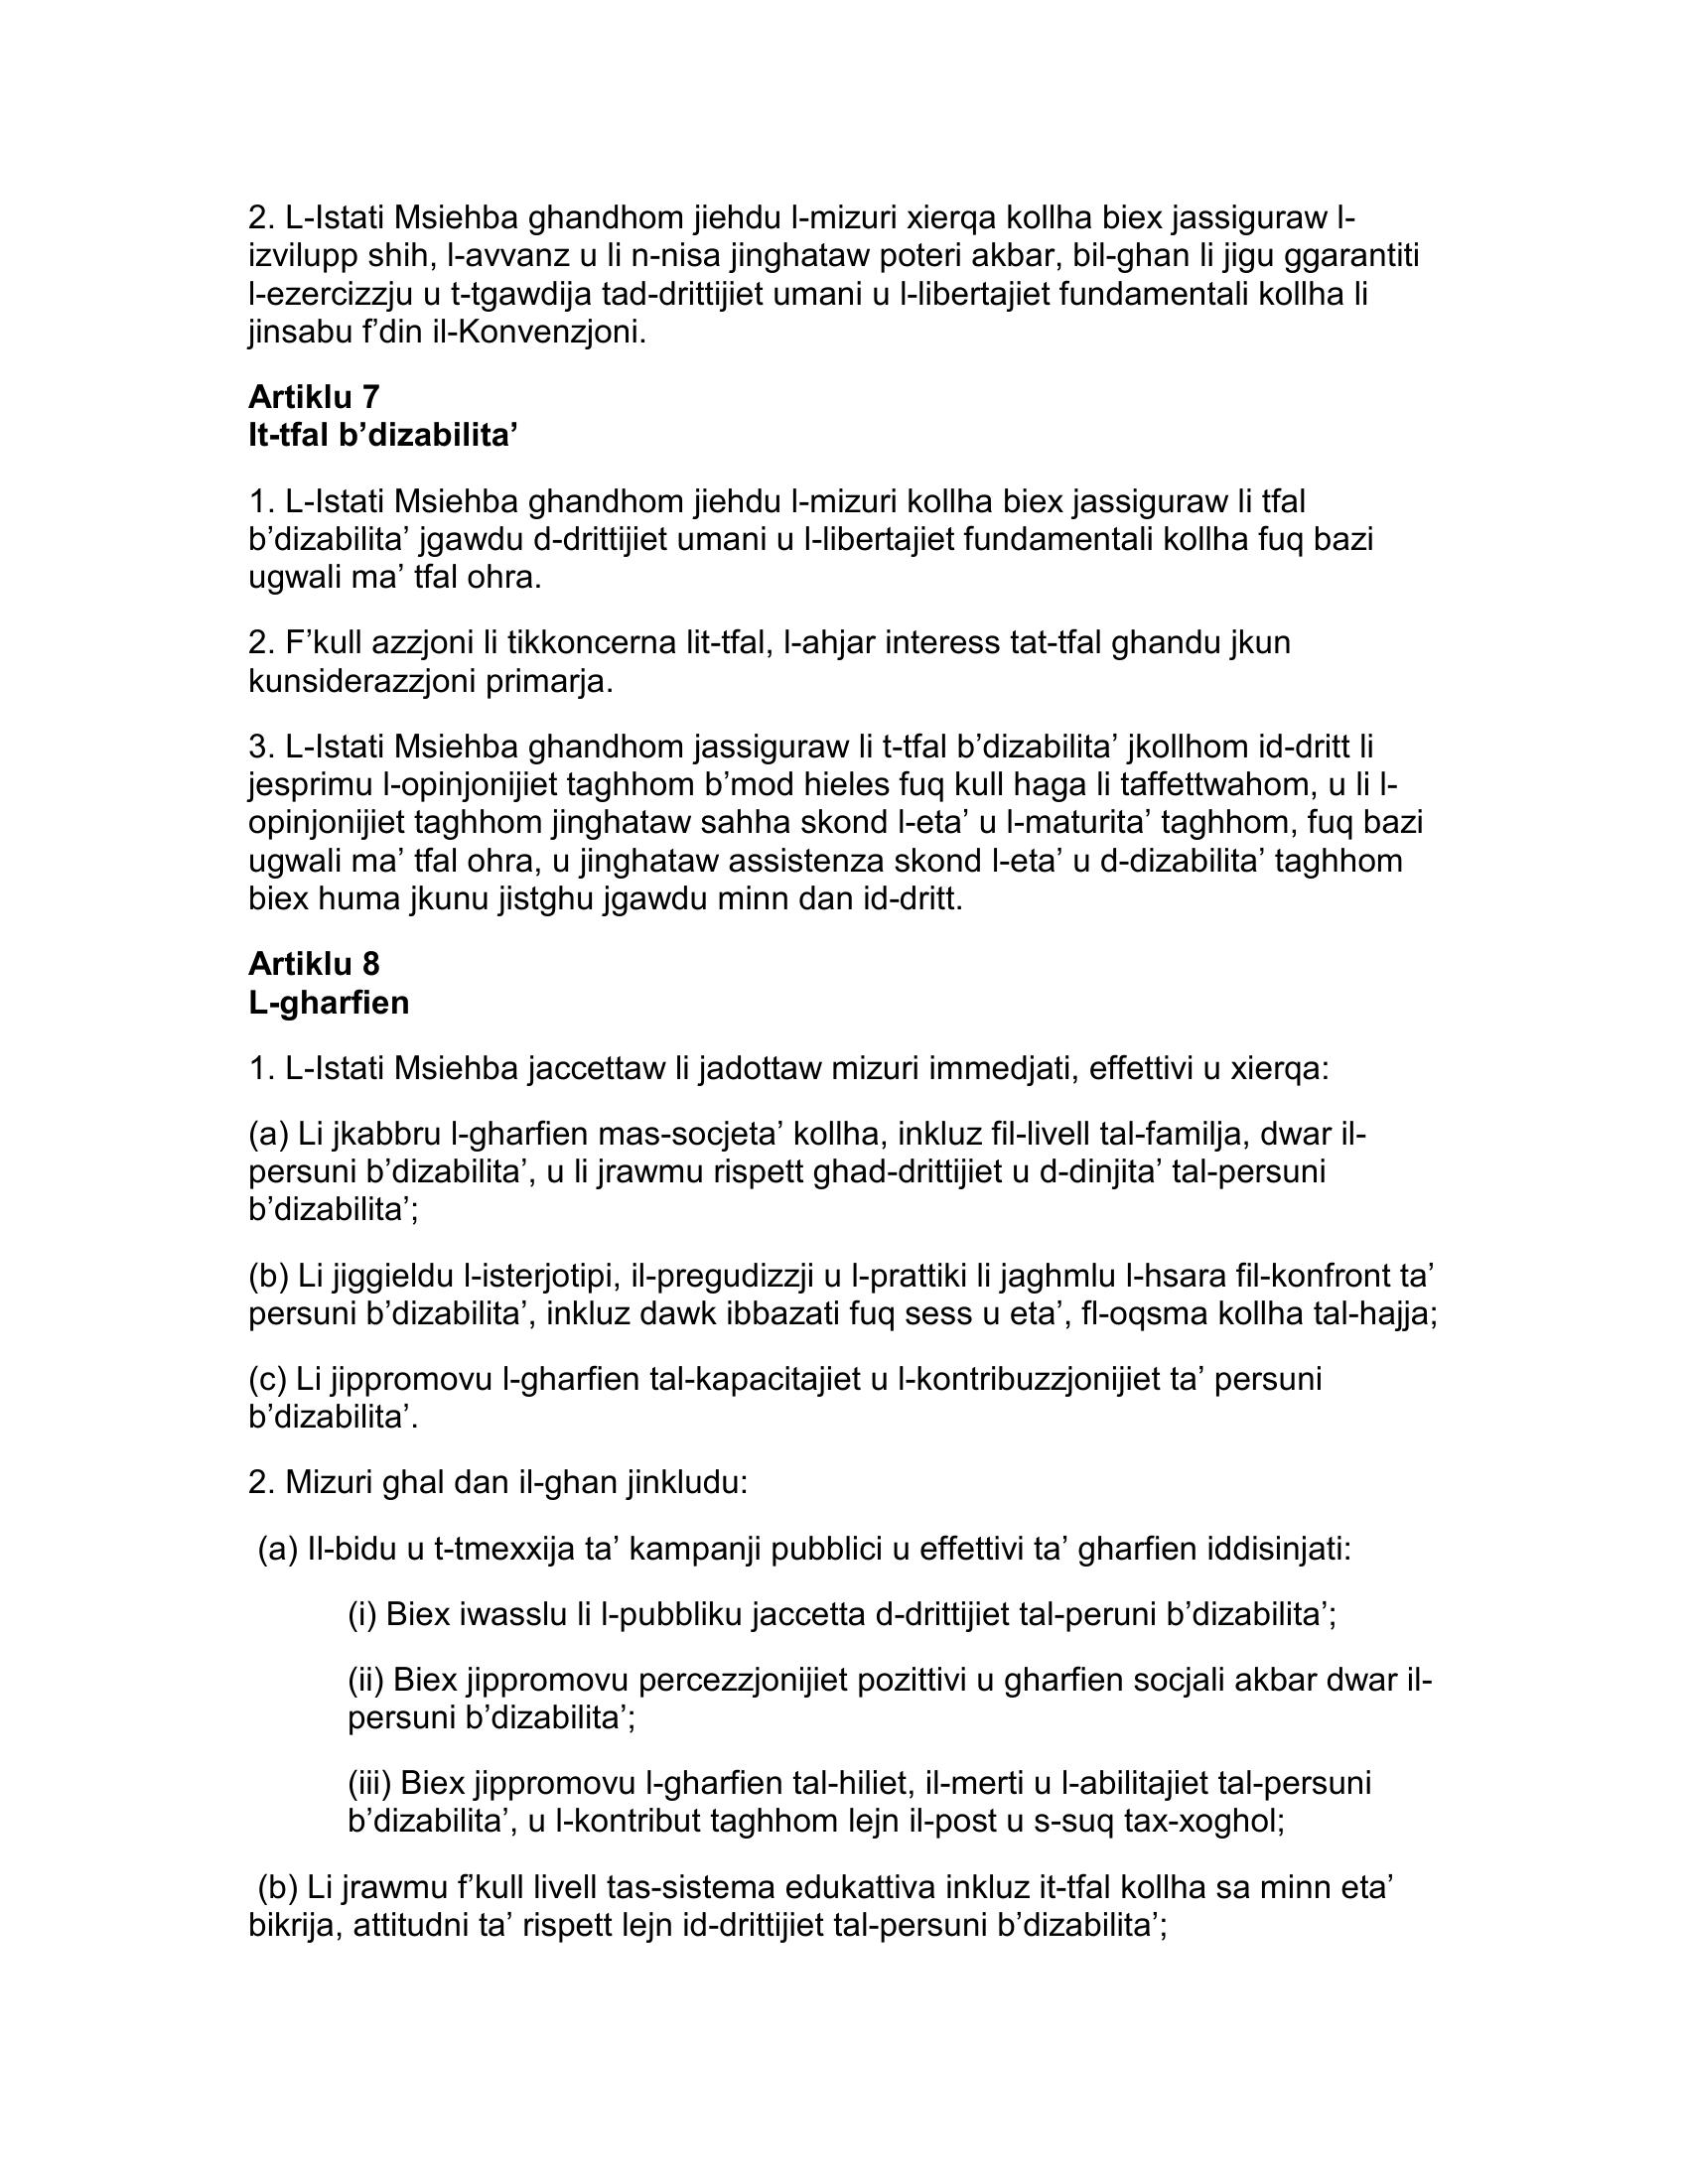 2. L-Istati Msiehba ghandhom jiehdu l-mizuri xierqa kollha biex jassiguraw l-
izvilupp shih, l-avvanz u li n-nisa jinghataw poteri akbar, bil-ghan li jigu ggarantiti
l-ezercizzju u t-tgawdija tad-drittijiet umani u l-libertajiet fundamentali kollha li
jinsabu f’din il-Konvenzjoni.
Artiklu 7
It-tfal b’dizabilita’
1. L-Istati Msiehba ghandhom jiehdu l-mizuri kollha biex jassiguraw li tfal
b’dizabilita’ jgawdu d-drittijiet umani u l-libertajiet fundamentali kollha fuq bazi
ugwali ma’ tfal ohra.
2. F’kull azzjoni li tikkoncerna lit-tfal, l-ahjar interess tat-tfal ghandu jkun
kunsiderazzjoni primarja.
3. L-Istati Msiehba ghandhom jassiguraw li t-tfal b’dizabilita’ jkollhom id-dritt li
jesprimu l-opinjonijiet taghhom b’mod hieles fuq kull haga li taffettwahom, u li l-
opinjonijiet taghhom jinghataw sahha skond l-eta’ u l-maturita’ taghhom, fuq bazi
ugwali ma’ tfal ohra, u jinghataw assistenza skond l-eta’ u d-dizabilita’ taghhom
biex huma jkunu jistghu jgawdu minn dan id-dritt.
Artiklu 8
L-gharfien
1. L-Istati Msiehba jaccettaw li jadottaw mizuri immedjati, effettivi u xierqa:
(a) Li jkabbru l-gharfien mas-socjeta’ kollha, inkluz fil-livell tal-familja, dwar il-
persuni b’dizabilita’, u li jrawmu rispett ghad-drittijiet u d-dinjita’ tal-persuni
b’dizabilita’;
(b) Li jiggieldu l-isterjotipi, il-pregudizzji u l-prattiki li jaghmlu l-hsara fil-konfront ta’
persuni b’dizabilita’, inkluz dawk ibbazati fuq sess u eta’, fl-oqsma kollha tal-hajja;
(c) Li jippromovu l-gharfien tal-kapacitajiet u l-kontribuzzjonijiet ta’ persuni
b’dizabilita’.
2. Mizuri ghal dan il-ghan jinkludu:
(a) Il-bidu u t-tmexxija ta’ kampanji pubblici u effettivi ta’ gharfien iddisinjati:
(i) Biex iwasslu li l-pubbliku jaccetta d-drittijiet tal-peruni b’dizabilita’;
(ii) Biex jippromovu percezzjonijiet pozittivi u gharfien socjali akbar dwar il-
persuni b’dizabilita’;
(iii) Biex jippromovu l-gharfien tal-hiliet, il-merti u l-abilitajiet tal-persuni
b’dizabilita’, u l-kontribut taghhom lejn il-post u s-suq tax-xoghol;
(b) Li jrawmu f’kull livell tas-sistema edukattiva inkluz it-tfal kollha sa minn eta’
bikrija, attitudni ta’ rispett lejn id-drittijiet tal-persuni b’dizabilita’;